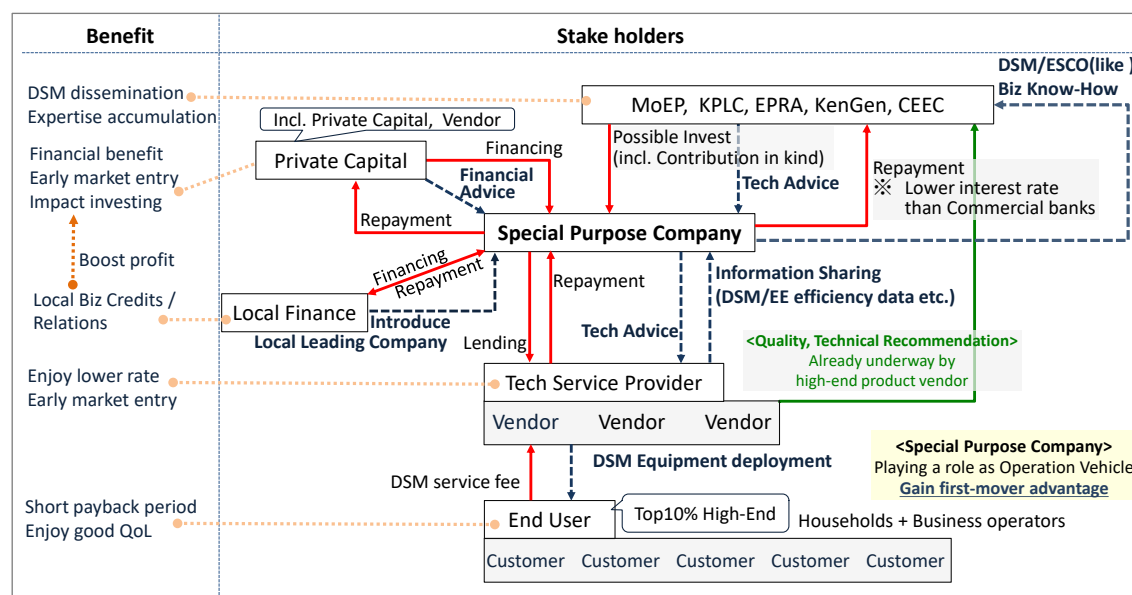 Benefit
Stake holders
DSM dissemination
Expertise accumulation
DSM/ESCO(like )
Biz Know-How
MoEP, KPLC, EPRA, KenGen, CEEC
Incl. Private Capital, Vendor
Financial benefit
Early market entry
Impact investing
Private Capital
Financing
Financial
Advice
Possible Invest
(incl. Contribution in kind)
Tech Advice
Repayment
※ Lower interest rate
than Commercial banks
Repayment
Special Purpose Company
Boost profit
Financing
Repayment
Repayment
Information Sharing
(DSM/EE efficiency data etc.)
Local Biz Credits /
Relations
Local Finance
Introduce
Local Leading Company
Lending
Tech Advice
<Quality, Technical Recommendation>
Already underway by
high-end product vendor
Enjoy lower rate
Early market entry
Tech Service Provider
Vendor Vendor Vendor
DSM Equipment deployment
DSM service fee
<Special Purpose Company>
Playing a role as Operation Vehicle
Gain first-mover advantage
Short payback period
Enjoy good QoL
End User
Top10% High-End
Households + Business operators
Customer Customer Customer Customer Customer